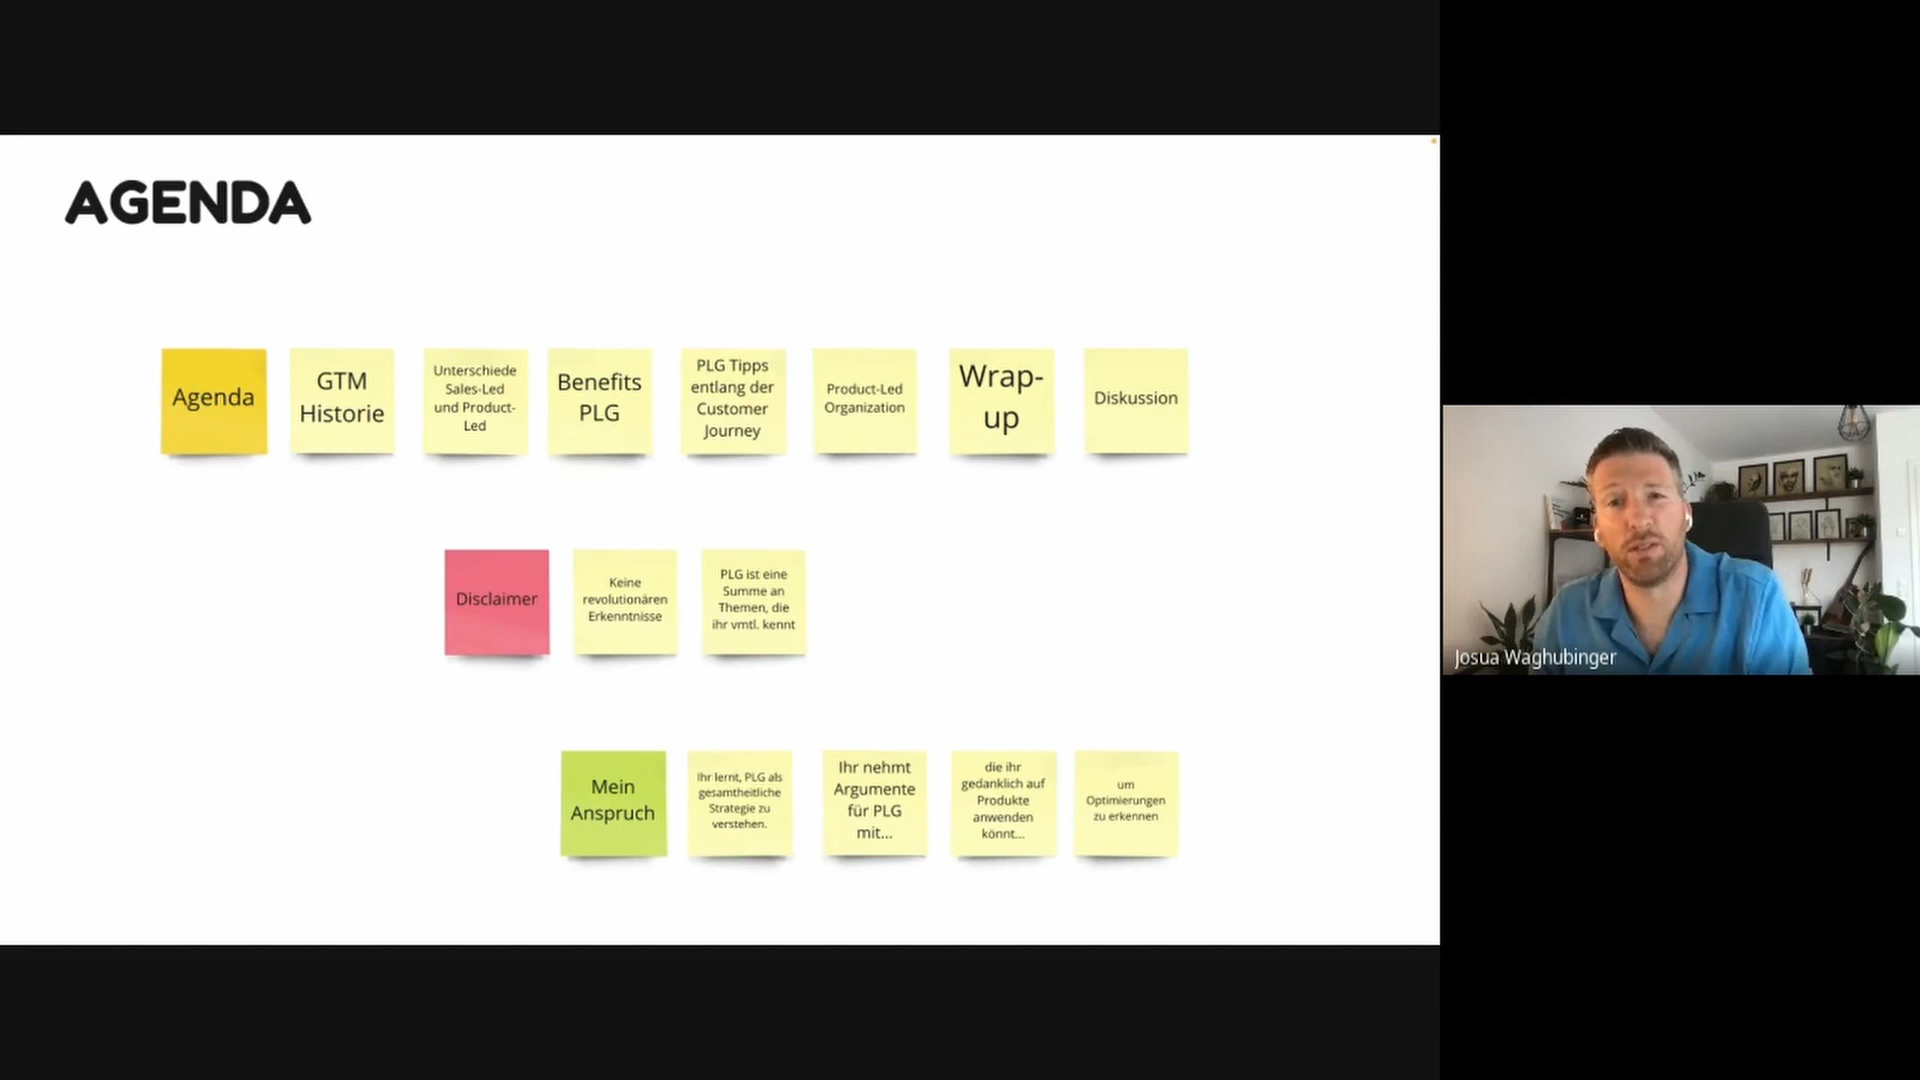 AGENDA
Agenda
GTM
Historie
Unterschiede
Sales-Led
und Product-
Led
Benefits
PLG
PLG Tipps
entlang der
Customer
Journey
Product-Led
Organization
Wrap-
up
Diskussion
Disclaimer
Keine
revolutionären
Erkenntnisse
PLG ist eine
Summe an
Themen, die
ihr vmtl. kennt
Mein
Anspruch
Ihr lernt, PLG als
gesamtheitliche
Strategie zu
verstehen.
Ihr nehmt
Argumente
für PLG
mit...
die ihr
gedanklich auf
Produkte
anwenden
könnt...
um
Optimierungen
zu erkennen
Josua Waghubinger